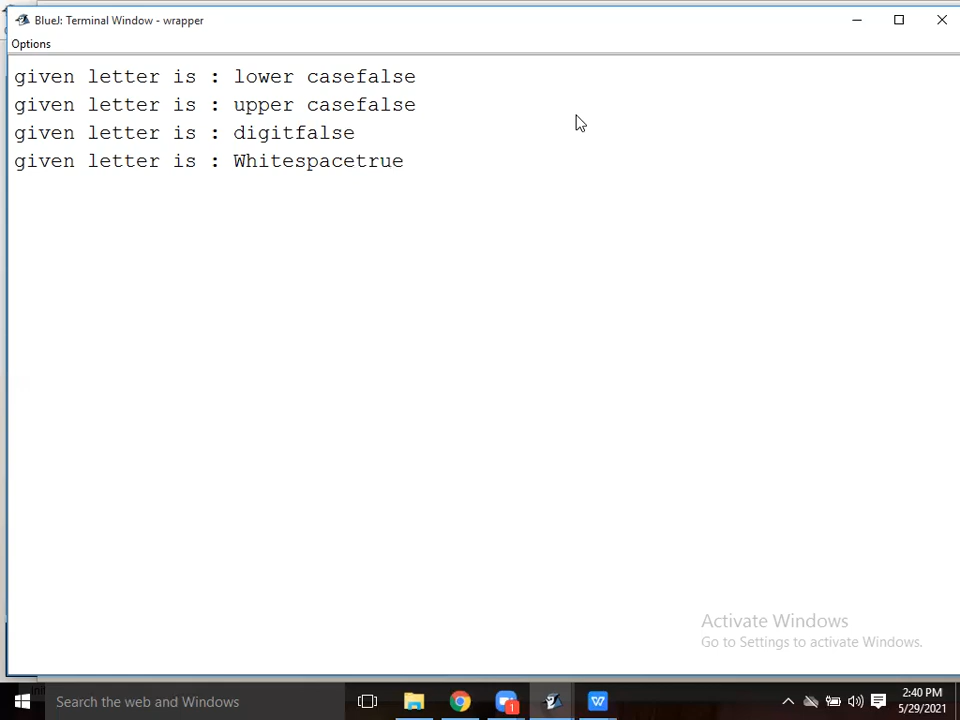 BlueJ: Terminal Window - wrapper
Options
given letter is : lower casefalse
given letter is : upper casefalse
given letter is : digitfalse
given letter is : Whitespacetrue
Activate Windows
Go to Settings to activate Windows.
Search the web and Windows
1
W
2:40 PM
5/29/2021